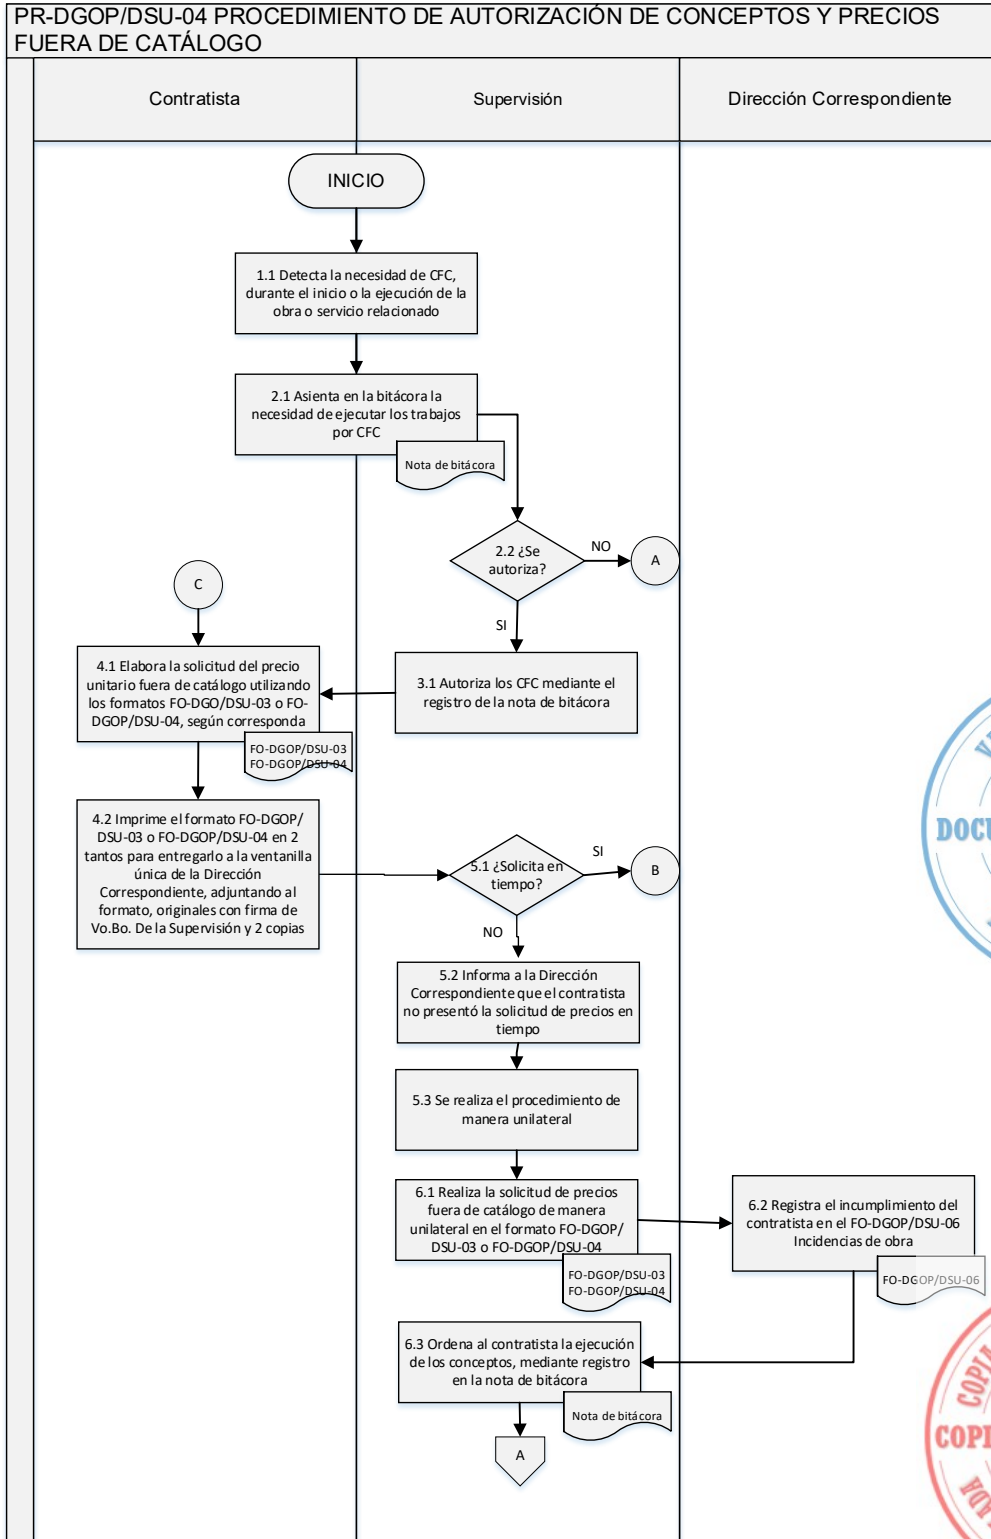 PR-DGOP/DSU-04 PROCEDIMIENTO DE AUTORIZACIÓN DE CONCEPTOS Y PRECIOS
FUERA DE CATÁLOGO
Contratista
Supervisión
Dirección Correspondiente
INICIO
1.1 Detecta la necesidad de CFC,
durante el inicio o la ejecución de la
obra o servicio relacionado
2.1 Asienta en la bitácora la
necesidad de ejecutar los trabajos
por CFC
Nota de bitácora
2.2 ¿Se
autoriza?
NO
A
SI
C
3.1 Autoriza los CFC mediante el
registro de la nota de bitácora
4.1 Elabora la solicitud del precio
unitario fuera de catálogo utilizando
los formatos FO-DGO/DSU-03 o FO-
DGOP/DSU-04, según corresponda
FO-DGOP/DSU-03
FO-DGOP/DSU-04
4.2 Imprime el formato FO-DGOP/
DSU-03 o FO-DGOP/DSU-04 en 2
tantos para entregarlo a la ventanilla
única de la Dirección
Correspondiente, adjuntando al
formato, originales con firma de
Vo.Bo. De la Supervisión y 2 copias
5.1 ¿Solicita en
tiempo?
SI
B
NO
5.2 Informa a la Dirección
Correspondiente que el contratista
no presentó la solicitud de precios en
tiempo
5.3 Se realiza el procedimiento de
manera unilateral
6.1 Realiza la solicitud de precios
fuera de catálogo de manera
unilateral en el formato FO-DGOP/
DSU-03 o FO-DGOP/DSU-04
FO-DGOP/DSU-03
FO-DGOP/DSU-04
6.2 Registra el incumplimiento del
contratista en el FO-DGOP/DSU-06
Incidencias de obra
FO-DGOP/DSU-06
6.3 Ordena al contratista la ejecución
de los conceptos, mediante registro
en la nota de bitácora
Nota de bitácora
A